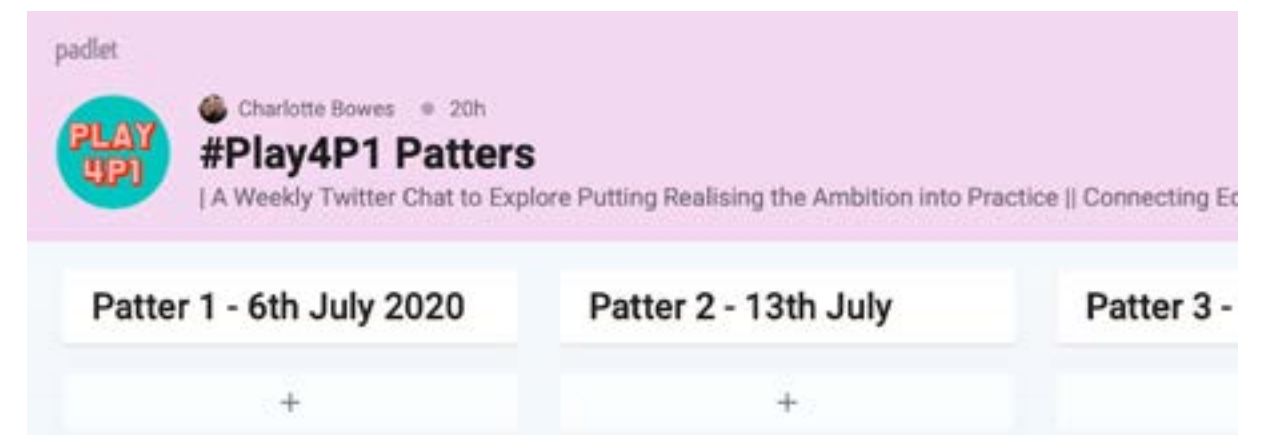 padlet
PLAY
4P1
Charlotte Bowes 20h
#Play4P1 Patters
| A Weekly Twitter Chat to Explore Putting Realising the Ambition into Practice || Connecting
Patter 1 - 6th July 2020
Patter 2 - 13th July
Patter 3 -
+
+